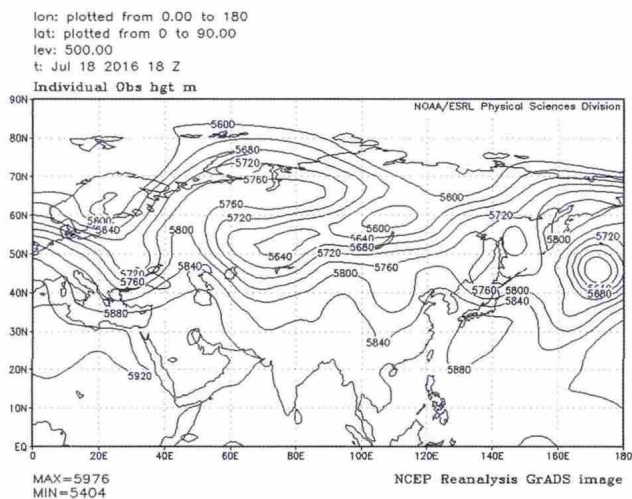 lon: plotted from 0.00 to 180
lat: plotted from 0 to 90.00
lev: 500.00
t: Jul 18 2016 18 Z
Individual Obs hgt m
90N
NOAA/ESRL Physical Sciences Division
5600
80N
5680
5720
70N
5760
5600
5760
60N
5600
5600
5720
5640
5720
5800
5800
5720
5640
50N
5680
5640
5720
5760
5840
5800
5720
5760
5760
5800
40N
5840
5680
5880
30N
5840
5880
20N
5920
10N
EQ
0 20E 40E 60E 80E 100E 120E 140E 160E 180
MAX=5976
MIN=5404
NCEP Reanalysis GrADS image